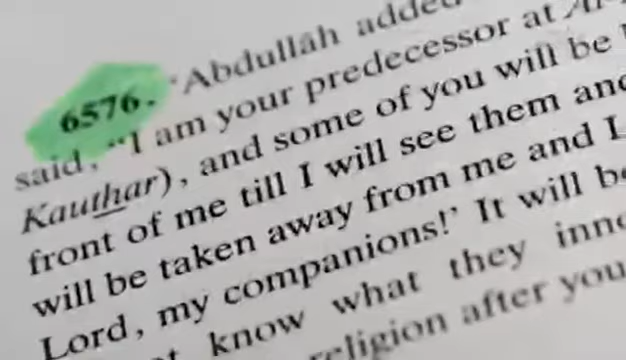 6576. 'Abdullâh added
said, "I am your predecessor at
Kauthar), and some of you will be
front of me till I will see them and
will be taken away from me and I
Lord, my companions!' It will be
know what they
religion after you